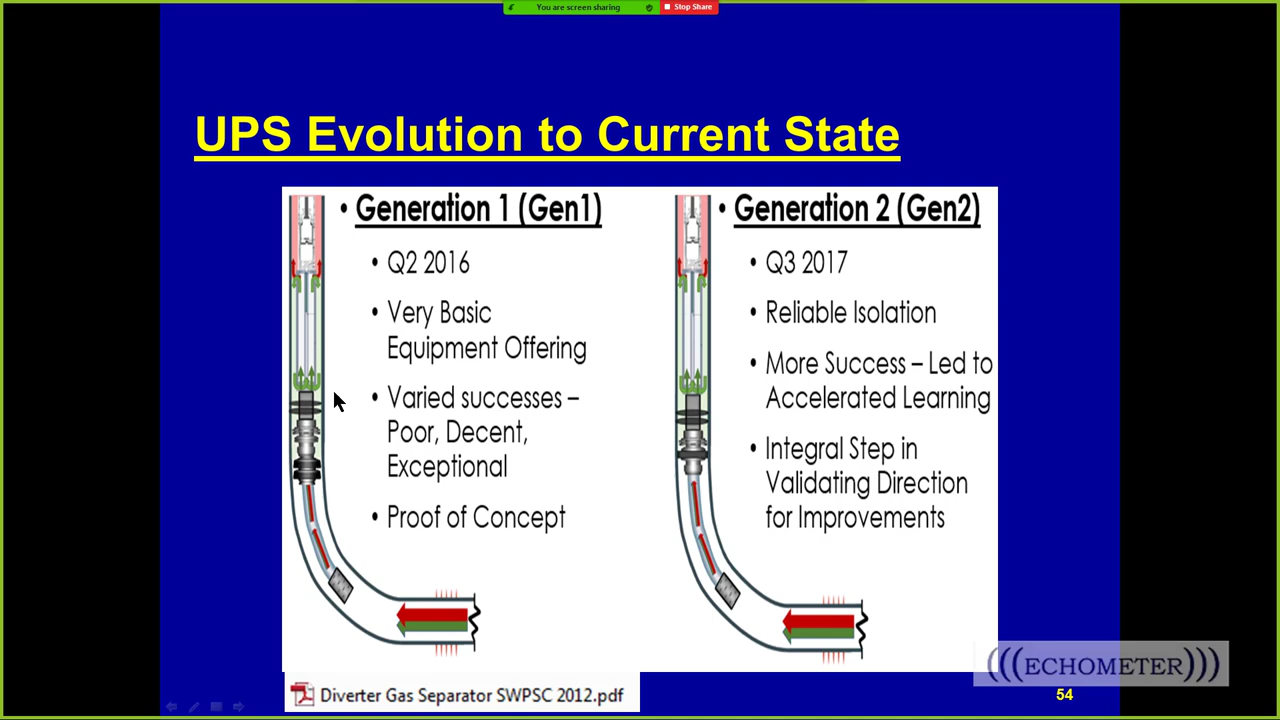 You are screen sharing
Stop Share
UPS Evolution to Current State
• Generation 1 (Gen1)
• Q2 2016
• Very Basic
Equipment Offering
• Varied successes –
Poor, Decent,
Exceptional
• Proof of Concept
• Generation 2 (Gen2)
• Q3 2017
• Reliable Isolation
• More Success – Led to
Accelerated Learning
• Integral Step in
Validating Direction
for Improvements
Diverter Gas Separator SWPSC 2012.pdf
(((ECHOMETER)))
54